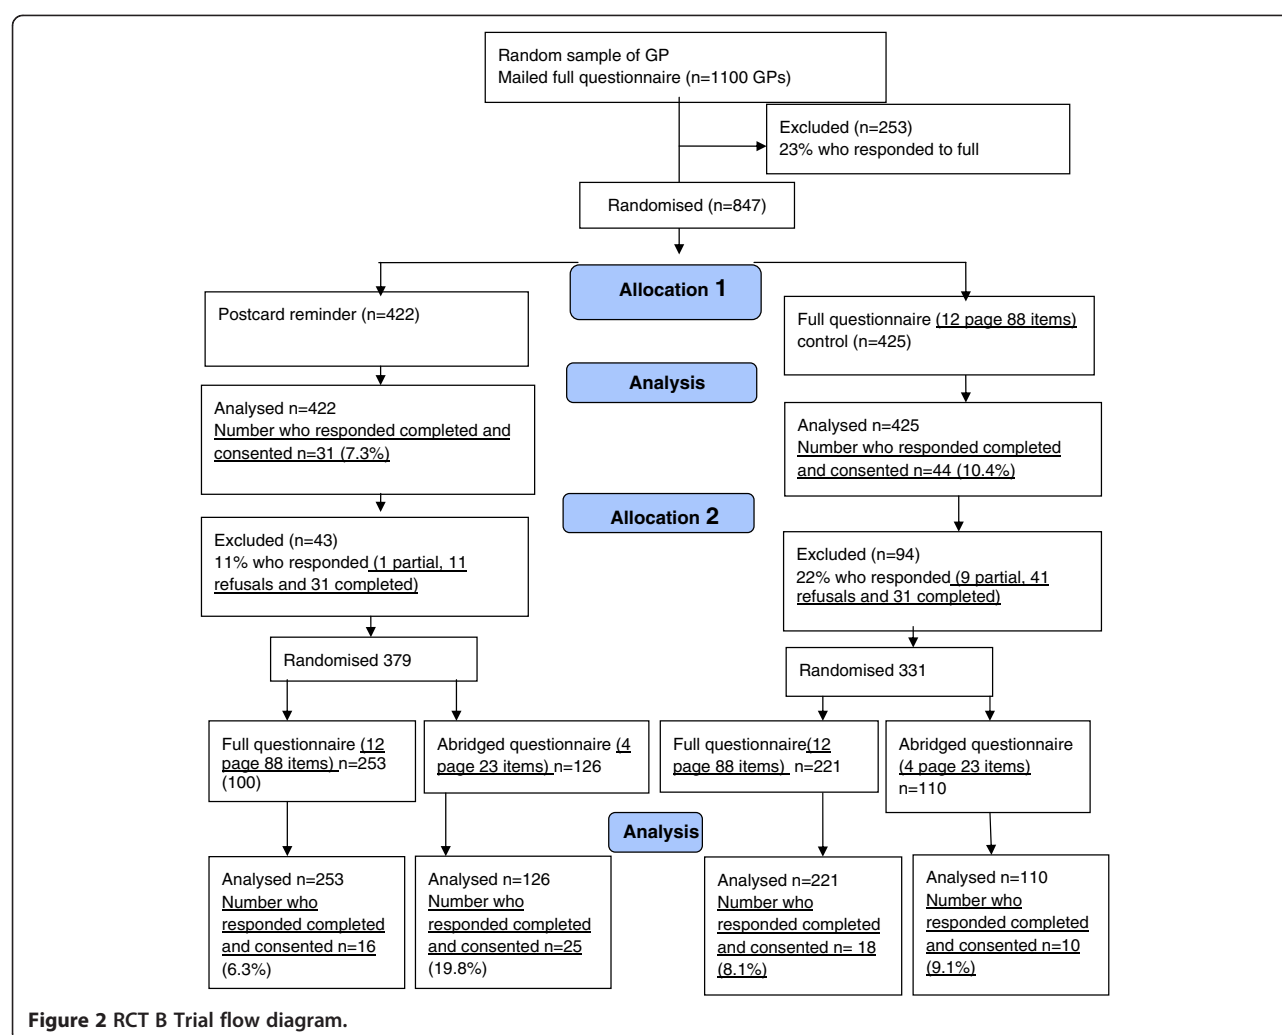 Random sample of GP
Mailed full questionnaire (n=1100 GPs)
Excluded (n=253)
23% who responded to full
Randomised (n=847)
Allocation 1
Postcard reminder (n=422)
Full questionnaire (12 page 88 items)
control (n=425)
Analysis
Analysed n=422
Number who responded completed and
consented n=31 (7.3%)
Analysed n=425
Number who responded completed
and consented n=44 (10.4%)
Allocation 2
Excluded (n=43)
11% who responded (1 partial, 11
refusals and 31 completed)
Excluded (n=94)
22% who responded (9 partial, 41
refusals and 31 completed)
Randomised 379
Randomised 331
Full questionnaire (12
page 88 items) n=253
(100)
Abridged questionnaire (4
page 23 items) n=126
Full questionnaire(12
page 88 items) n=221
Abridged questionnaire
(4 page 23 items)
n=110
Analysis
Analysed n=253
Number who
responded completed
and consented n=16
(6.3%)
Analysed n=126
Number who
responded completed
and consented n=25
(19.8%)
Analysed n=221
Number who
responded completed
and consented n= 18
(8.1%)
Analysed n=110
Number who
responded completed
and consented n=10
(9.1%)
Figure 2 RCT B Trial flow diagram.